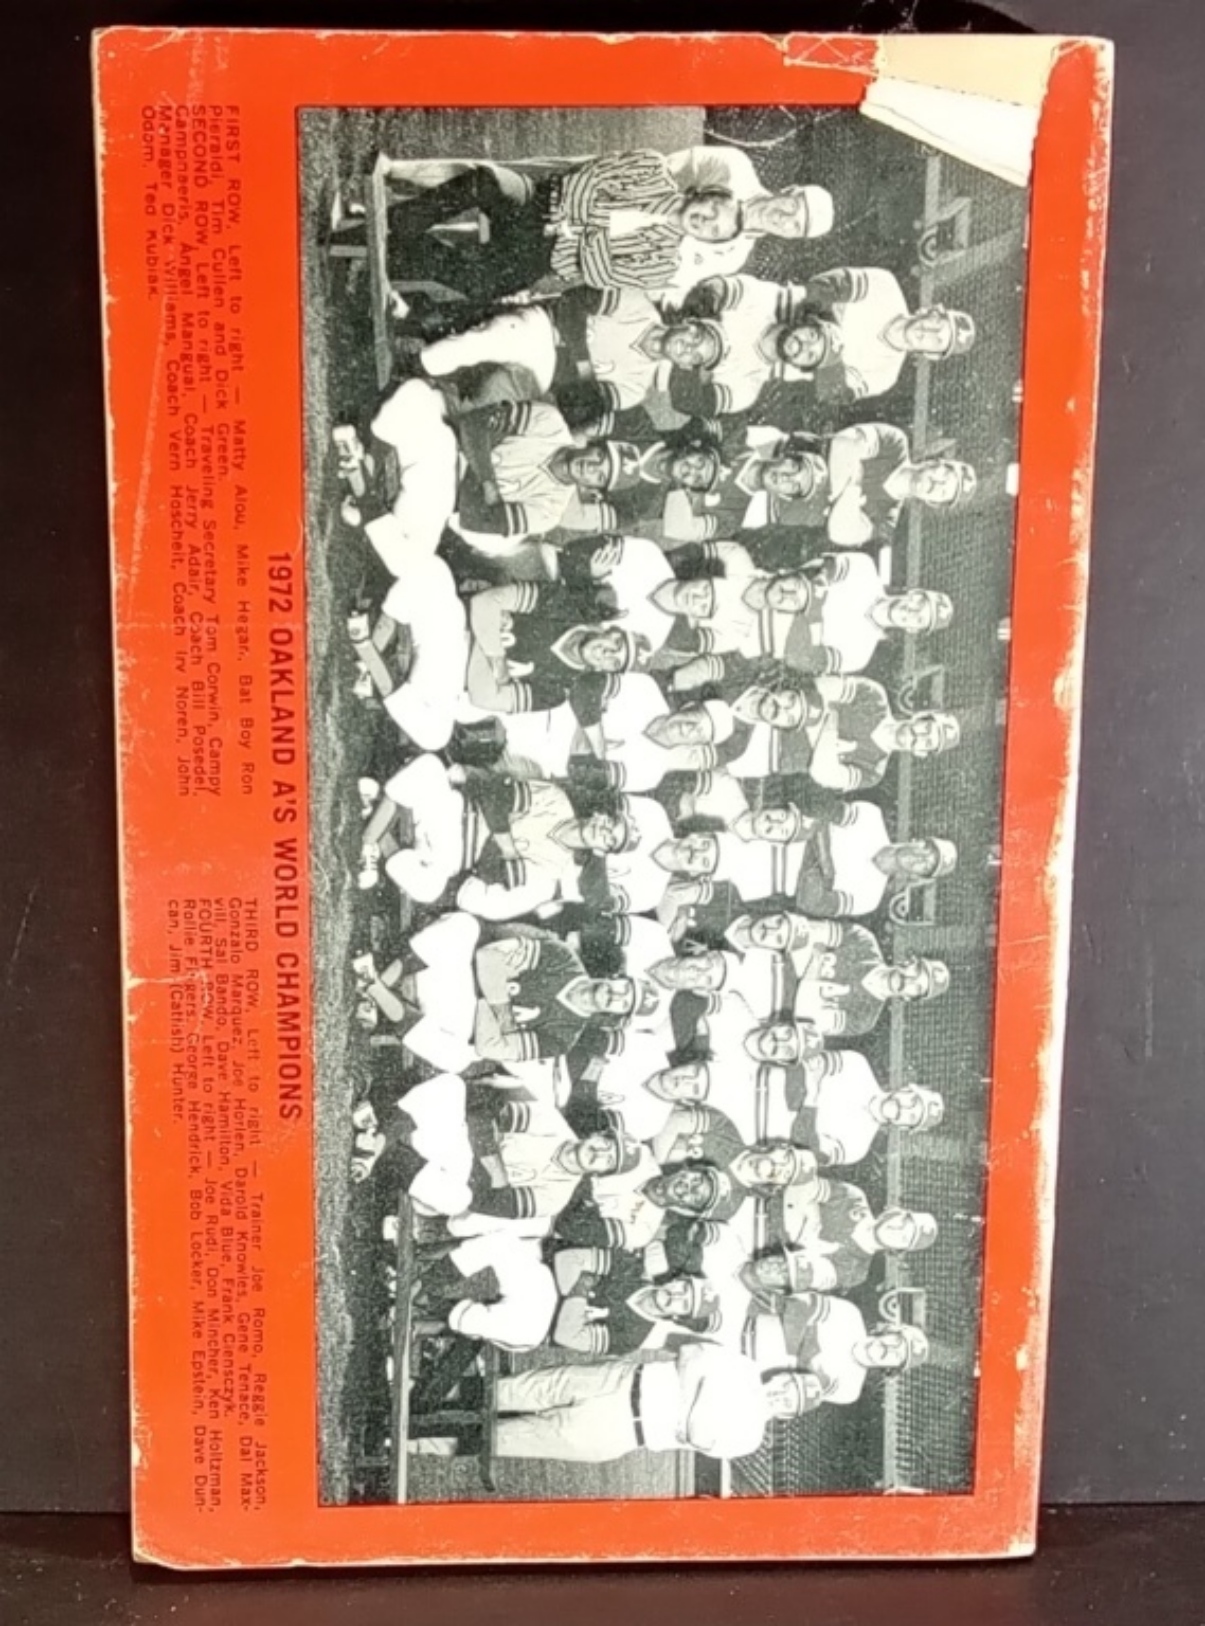 1972 OAKLAND A'S WORLD CHAMPIONS
FIRST ROW, Left to right — Matty Alou, Mike Hegan, Bat Boy Ron
Pieraldi, Tim Cullen and Dick Green.
SECOND ROW, Left to right — Traveling Secretary Tom Corwin, Campy
Campnaeris, Angel Mangual, Coach Jerry Adair, Coach Bill Posedel,
Manager Dick Williams, Coach Vern Hoscheit, Coach Irv Noren, John
Odom, Ted Kubiak.
THIRD ROW, Left to right — Trainer Joe Romo, Reggie Jackson,
Gonzalo Marquez, Joe Horlen, Darold Knowles, Gene Tenace, Dal Max-
vill, Sal Bando, Dave Hamilton, Vida Blue, Frank Ciensczyk.
FOURTH ROW, Left to right — Joe Rudi, Don Mincher, Ken Holtzman,
Rollie Fingers, George Hendrick, Bob Locker, Mike Epstein, Dave Dun-
can, Jim (Catfish) Hunter.